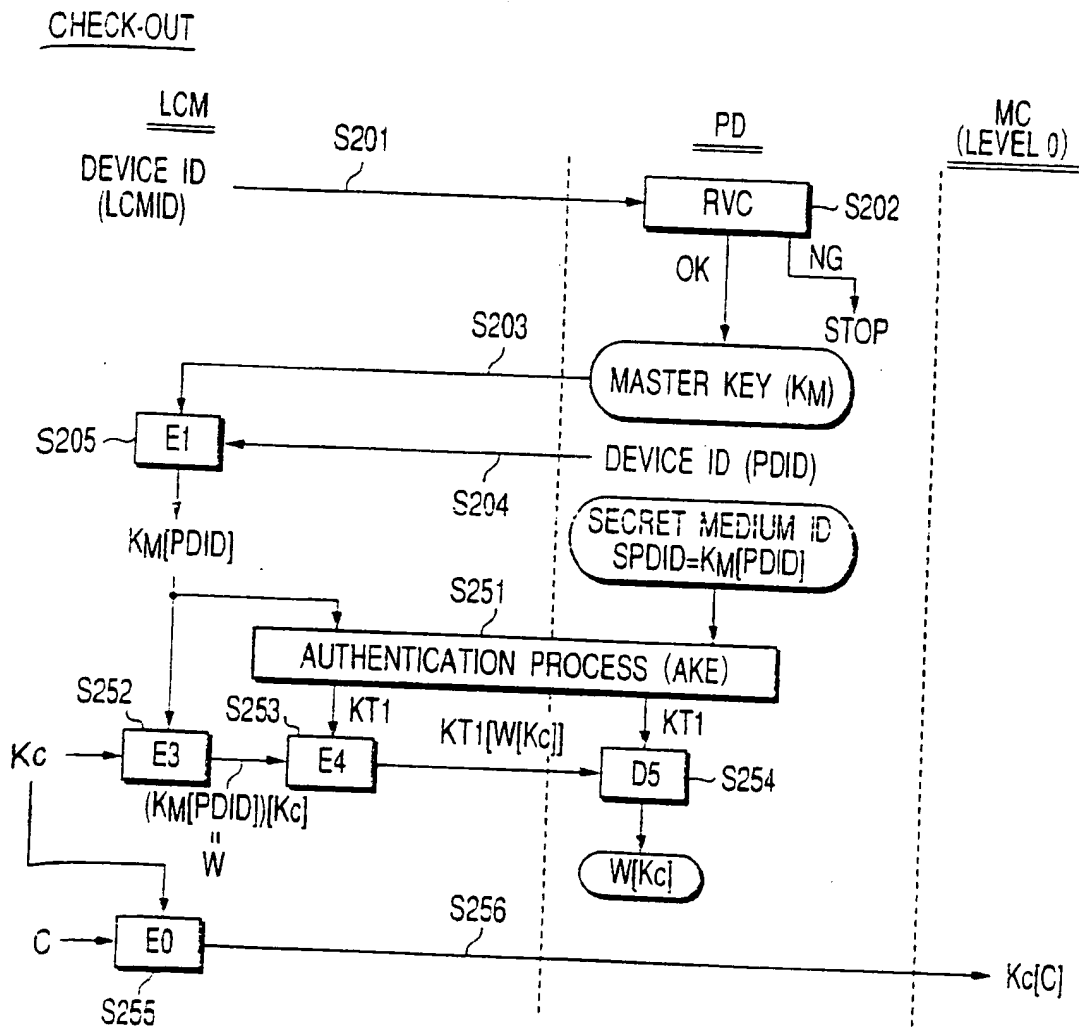 CHECK-OUT
LCM
PD
MC
(LEVEL 0)
DEVICE ID
(LCMID)
S201
RVC
S202
OK
NG
STOP
S203
MASTER KEY (KM)
S205
E1
DEVICE ID (PDID)
S204
KM[PDID]
SECRET MEDIUM ID
SPDID=KM[PDID]
S251
AUTHENTICATION PROCESS (AKE)
S252
S253
KT1
KT1
KT1[W[Kc]]
Kc
E3
E4
D5
S254
(KM[PDID])[Kc]
=
W
W[Kc]
S256
C
E0
Kc[C]
S255